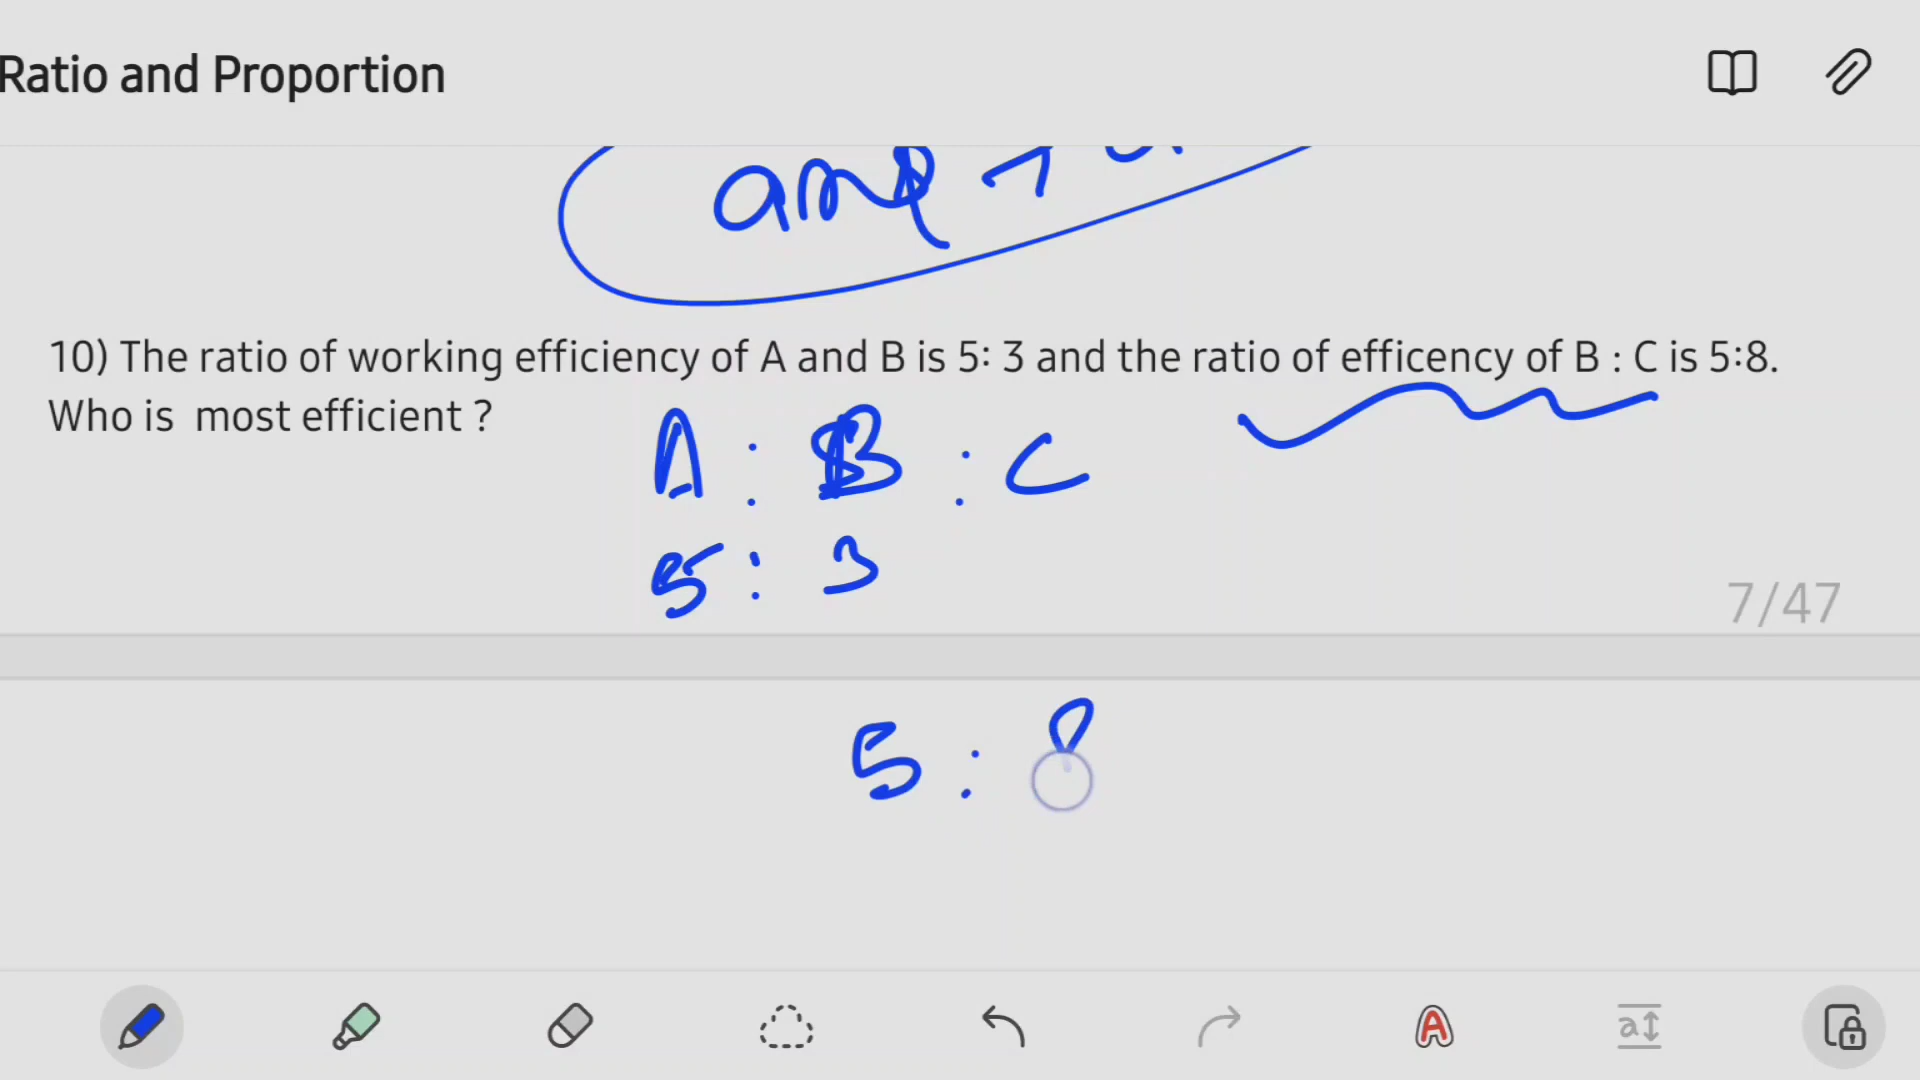 Ratio and Proportion
10) The ratio of working efficiency of A and B is 5: 3 and the ratio of efficency of B : C is 5:8.
Who is most efficient ?
A : B : C
5 : 3
7/47
5 : 8
A
a